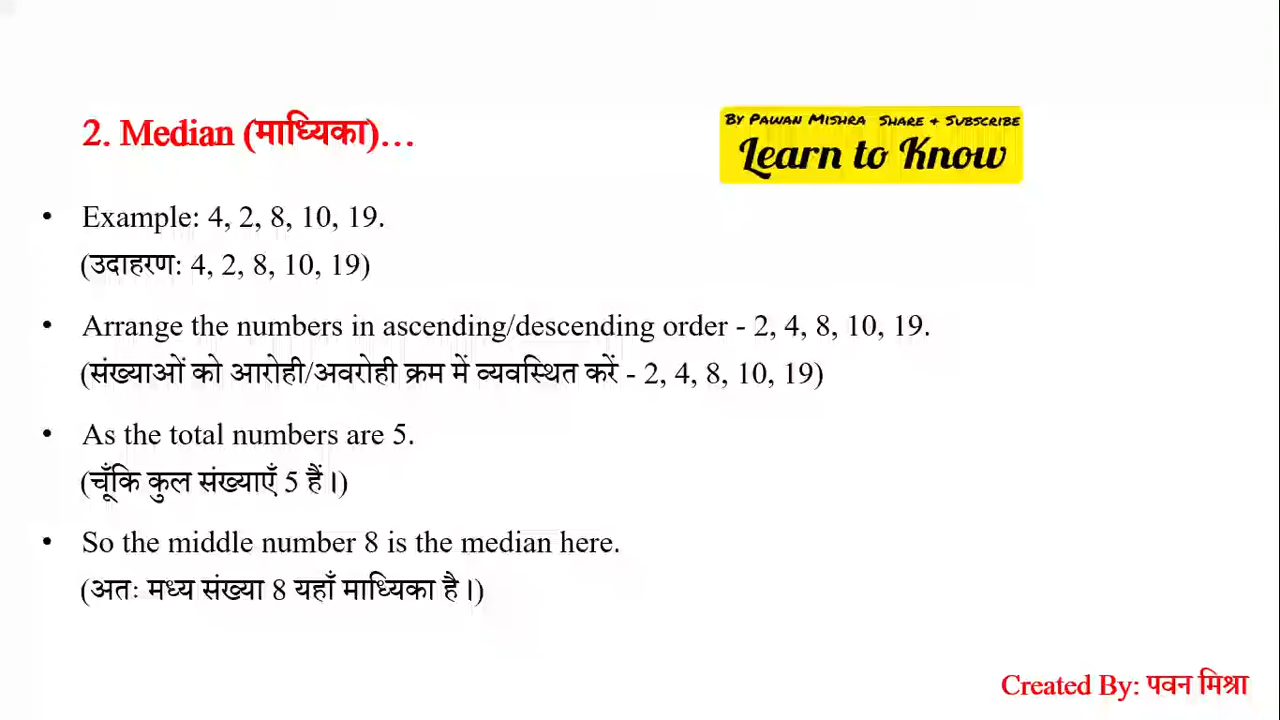 2. Median (माध्यिका)...
By Pawan Mishra Share + Subscribe
Learn to Know
• Example: 4, 2, 8, 10, 19.
(उदाहरण: 4, 2, 8, 10, 19)
• Arrange the numbers in ascending/descending order - 2, 4, 8, 10, 19.
(संख्याओं को आरोही/अवरोही क्रम में व्यवस्थित करें - 2, 4, 8, 10, 19)
• As the total numbers are 5.
(चूँकि कुल संख्याएँ 5 हैं।)
• So the middle number 8 is the median here.
(अतः मध्य संख्या 8 यहाँ माध्यिका है।)
Created By: पवन मिश्रा